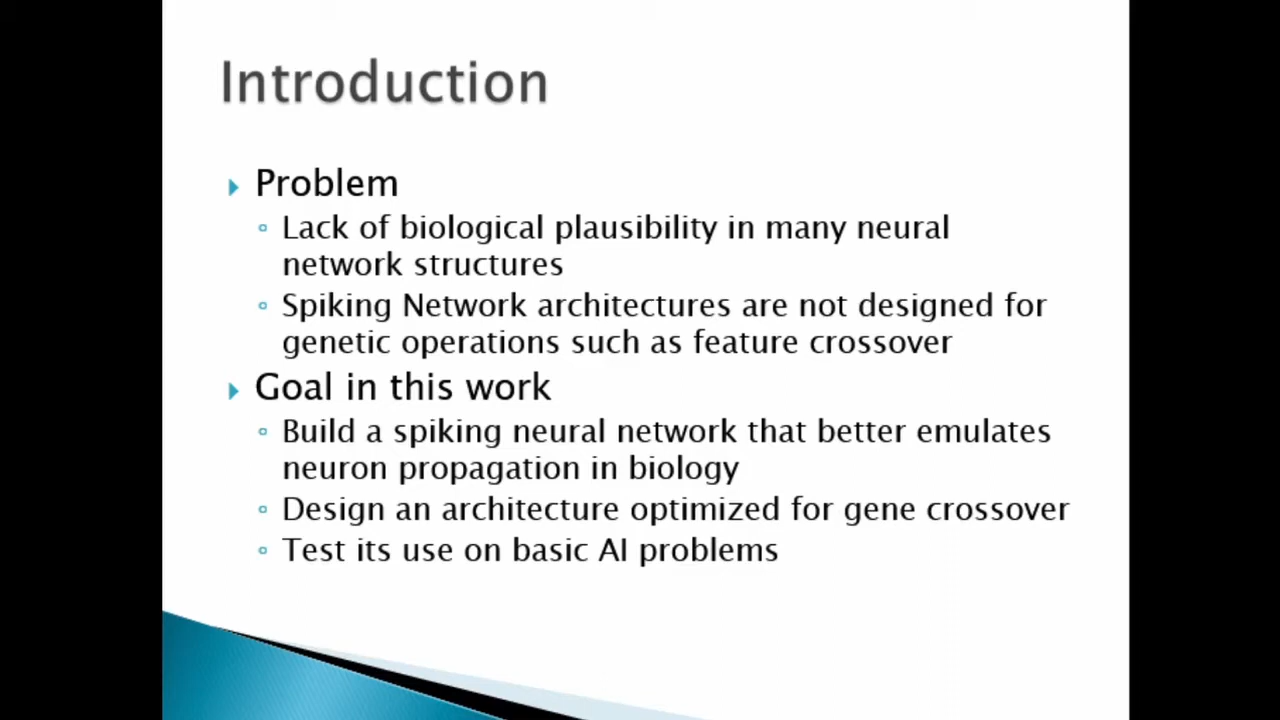 Introduction
Problem
Lack of biological plausibility in many neural
network structures
Spiking Network architectures are not designed for
genetic operations such as feature crossover
Goal in this work
Build a spiking neural network that better emulates
neuron propagation in biology
Design an architecture optimized for gene crossover
Test its use on basic AI problems